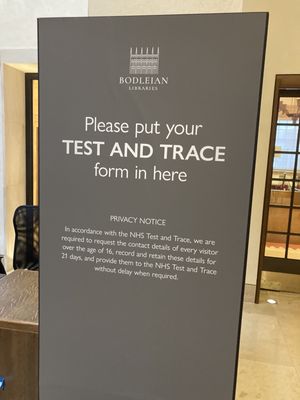 BODLEIAN
LIBRARIES
Please put your
TEST AND TRACE
form in here
PRIVACY NOTICE
In accordance with the NHS Test and Trace, we are
required to request the contact details of every visitor
over the age of 16, record and retain these details for
21 days, and provide them to the NHS Test and Trace
without delay when required.